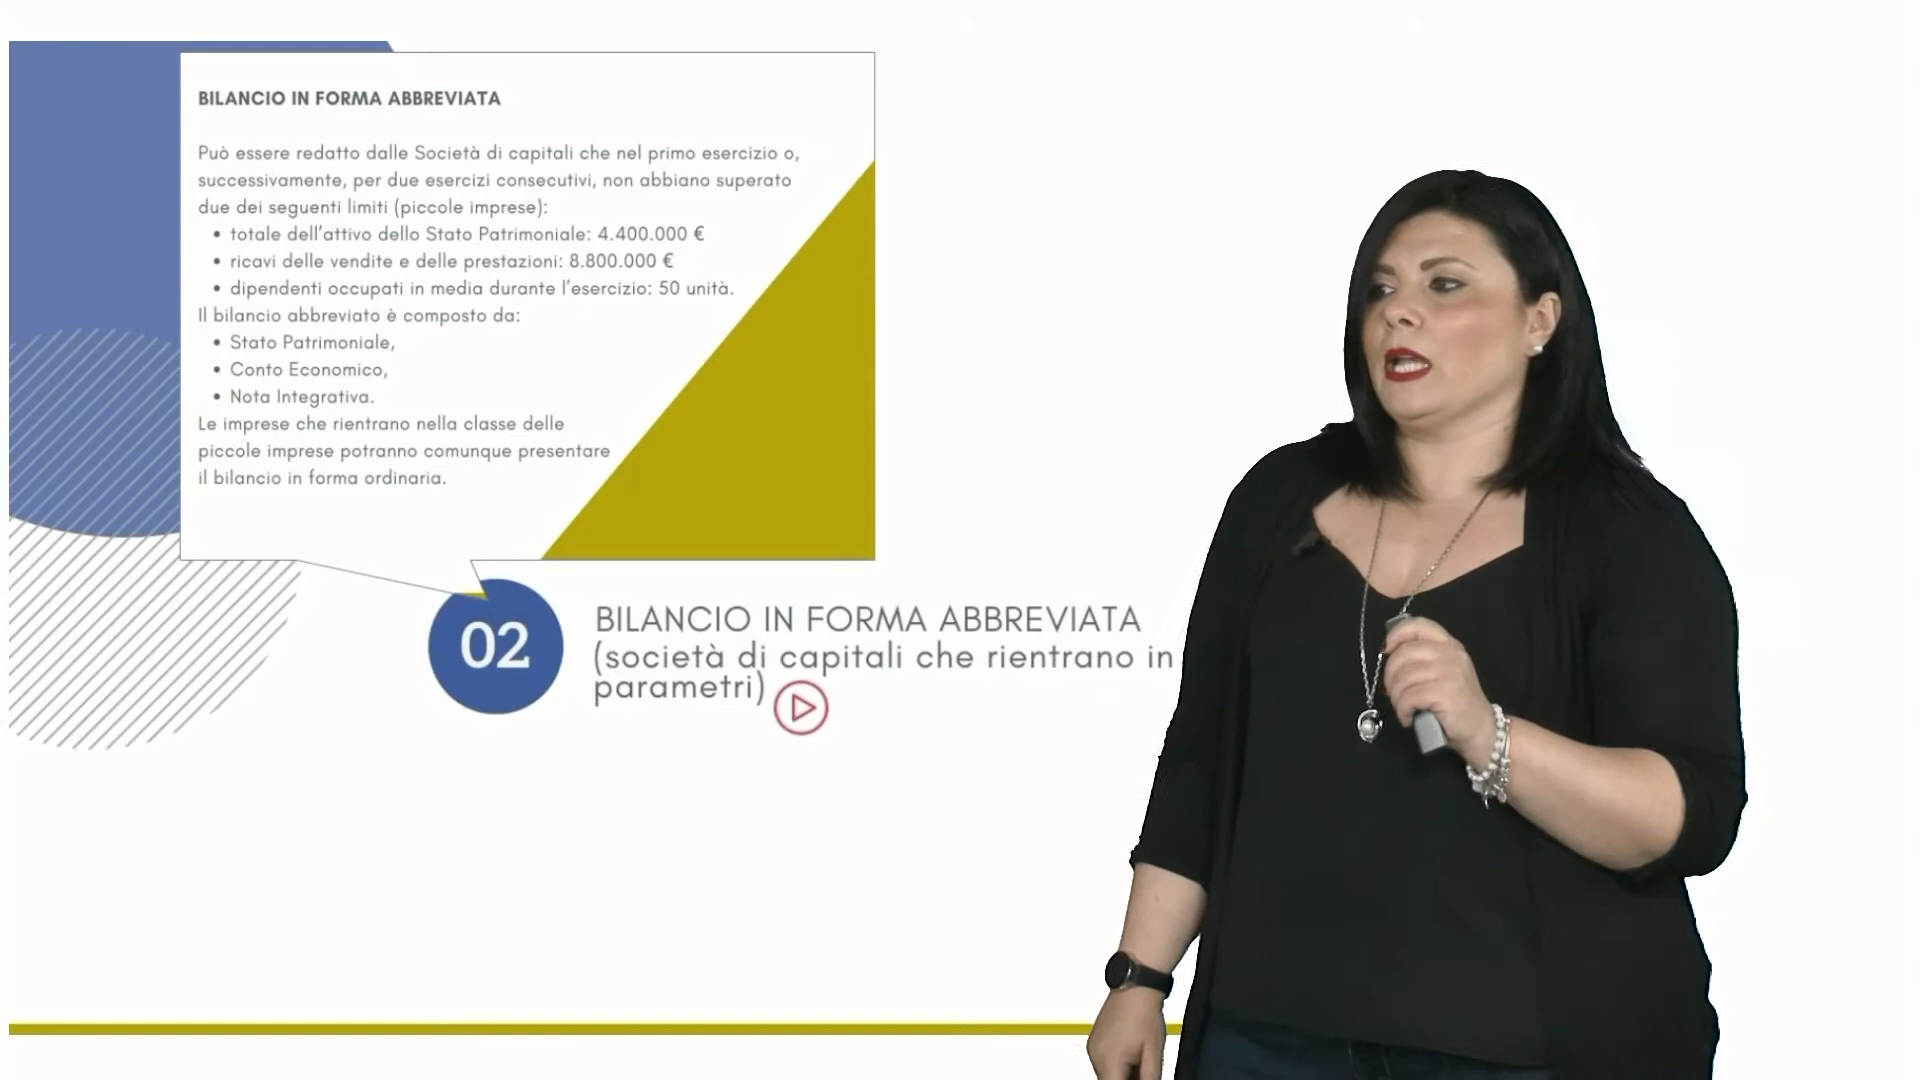 BILANCIO IN FORMA ABBREVIATA
Può essere redatto dalle Società di capitali che nel primo esercizio o,
successivamente, per due esercizi consecutivi, non abbiano superato
due dei seguenti limiti (piccole imprese):
• totale dell'attivo dello Stato Patrimoniale: 4.400.000 €
• ricavi delle vendite e delle prestazioni: 8.800.000 €
• dipendenti occupati in media durante l'esercizio: 50 unità.
Il bilancio abbreviato è composto da:
• Stato Patrimoniale,
• Conto Economico,
• Nota Integrativa.
Le imprese che rientrano nella classe delle
piccole imprese potranno comunque presentare
il bilancio in forma ordinaria.
02
BILANCIO IN FORMA ABBREVIATA
(società di capitali che rientrano in
parametri)